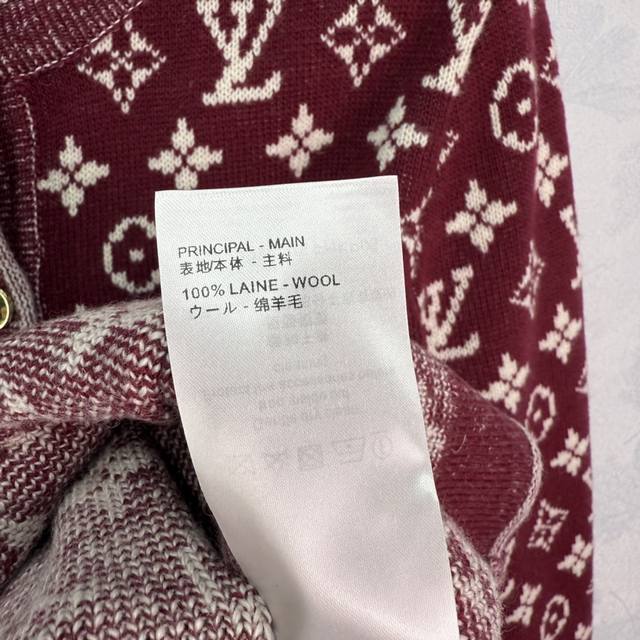 PRINCIPAL - MAIN
表地/本体 - 主料
100% LAINE - WOOL
ウール - 绵羊毛